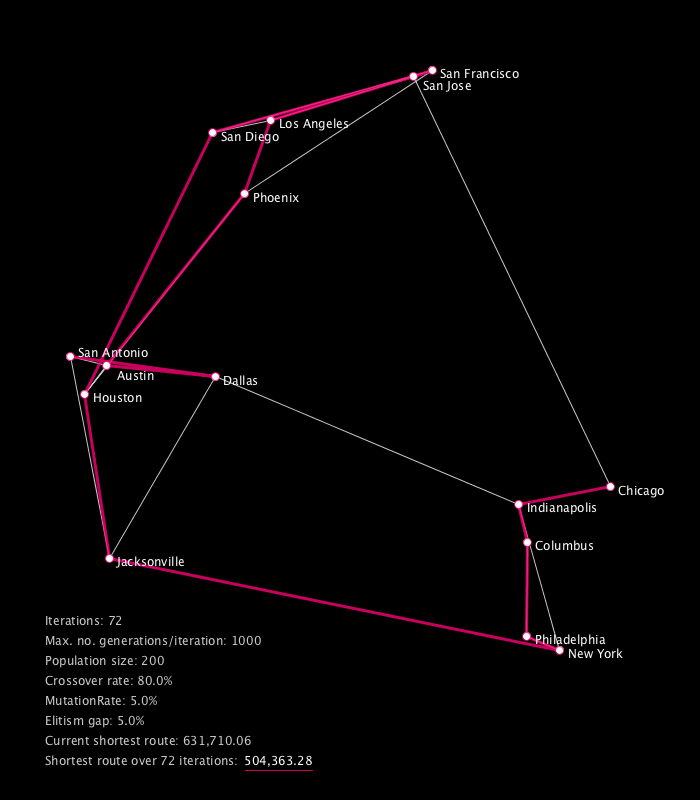 San Francisco
San Jose
Los Angeles
San Diego
Phoenix
San Antonio
Austin
Dallas
Houston
Chicago
Indianapolis
Columbus
Jacksonville
Philadelphia
New York
Iterations: 72
Max. no. generations/iteration: 1000
Population size: 200
Crossover rate: 80.0%
MutationRate: 5.0%
Elitism gap: 5.0%
Current shortest route: 631,710.06
Shortest route over 72 iterations: 504,363.28